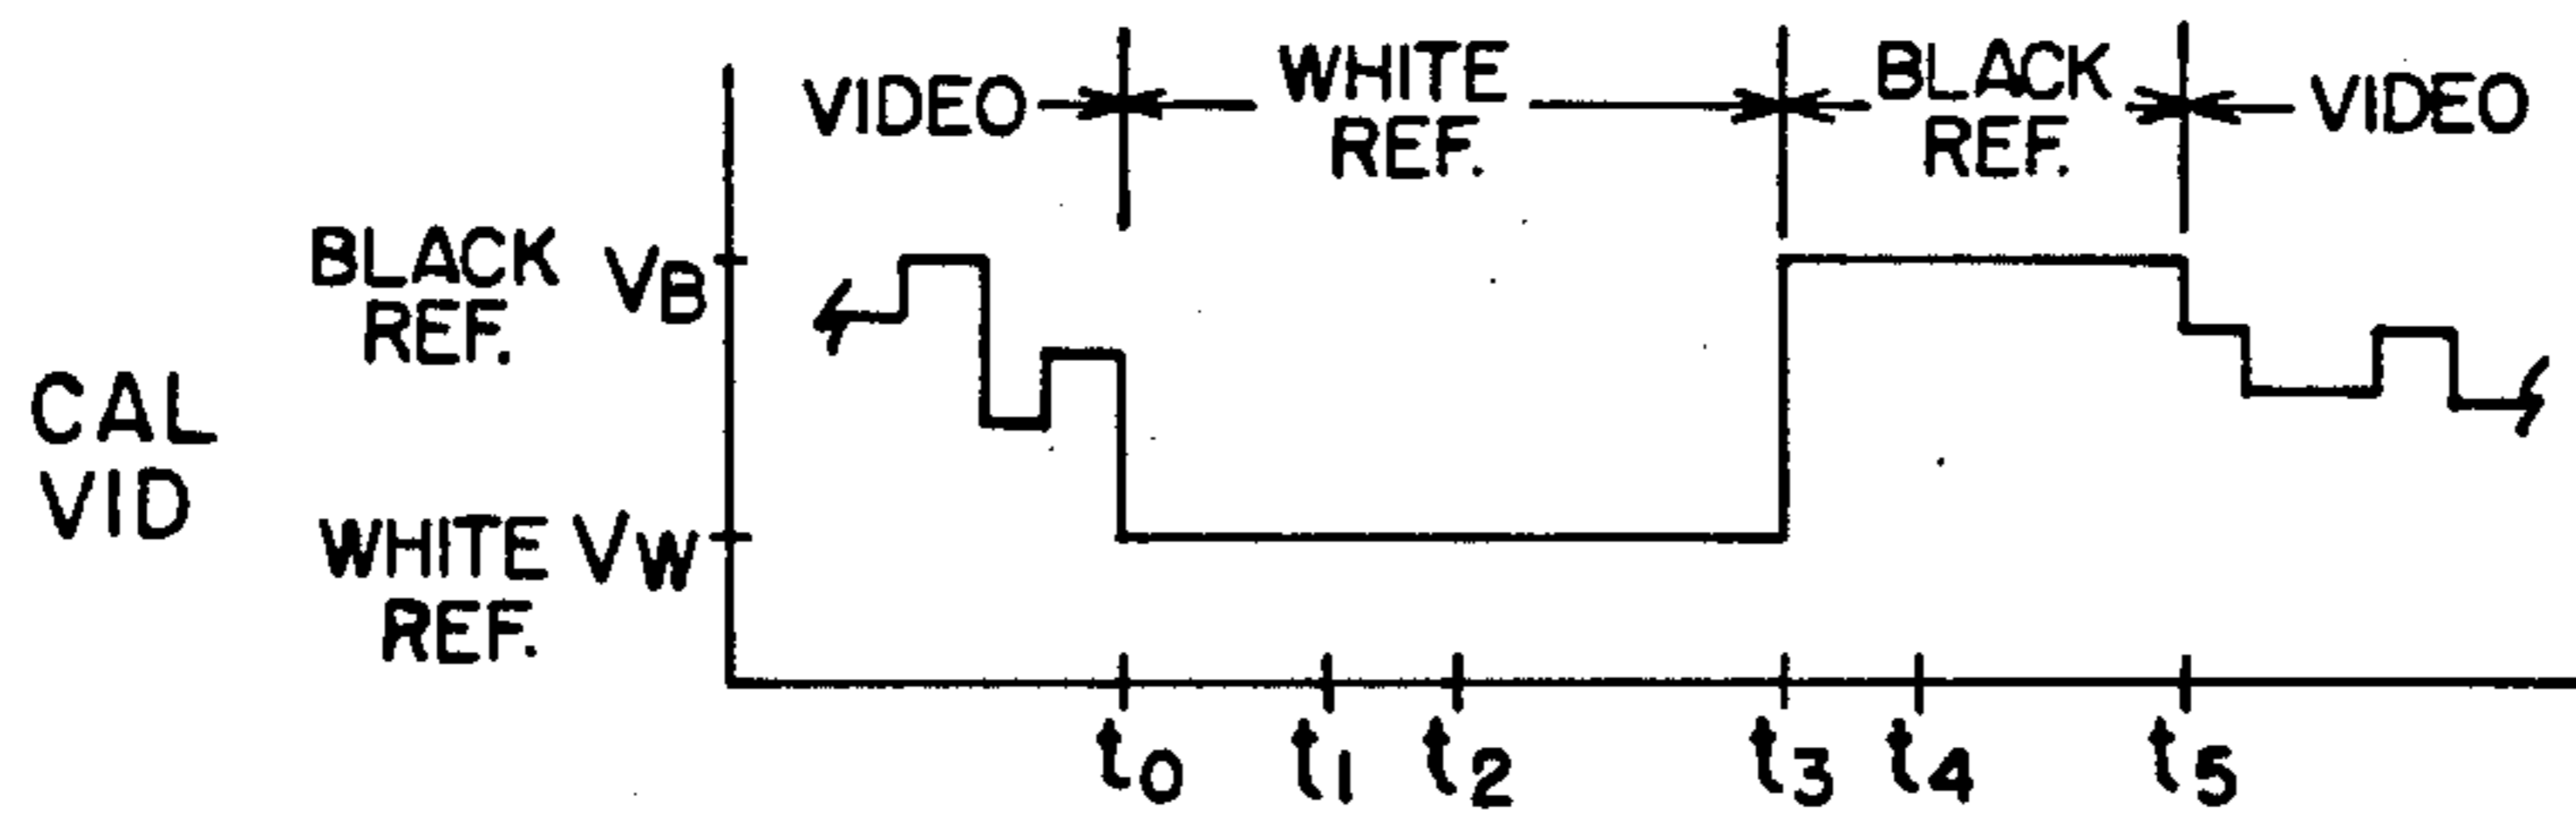 VIDEO
WHITE
REF.
BLACK
REF.
VIDEO
BLACK
REF.
VB
CAL
VID
WHITE
REF.
VW
t0 t1 t2 t3 t4 t5